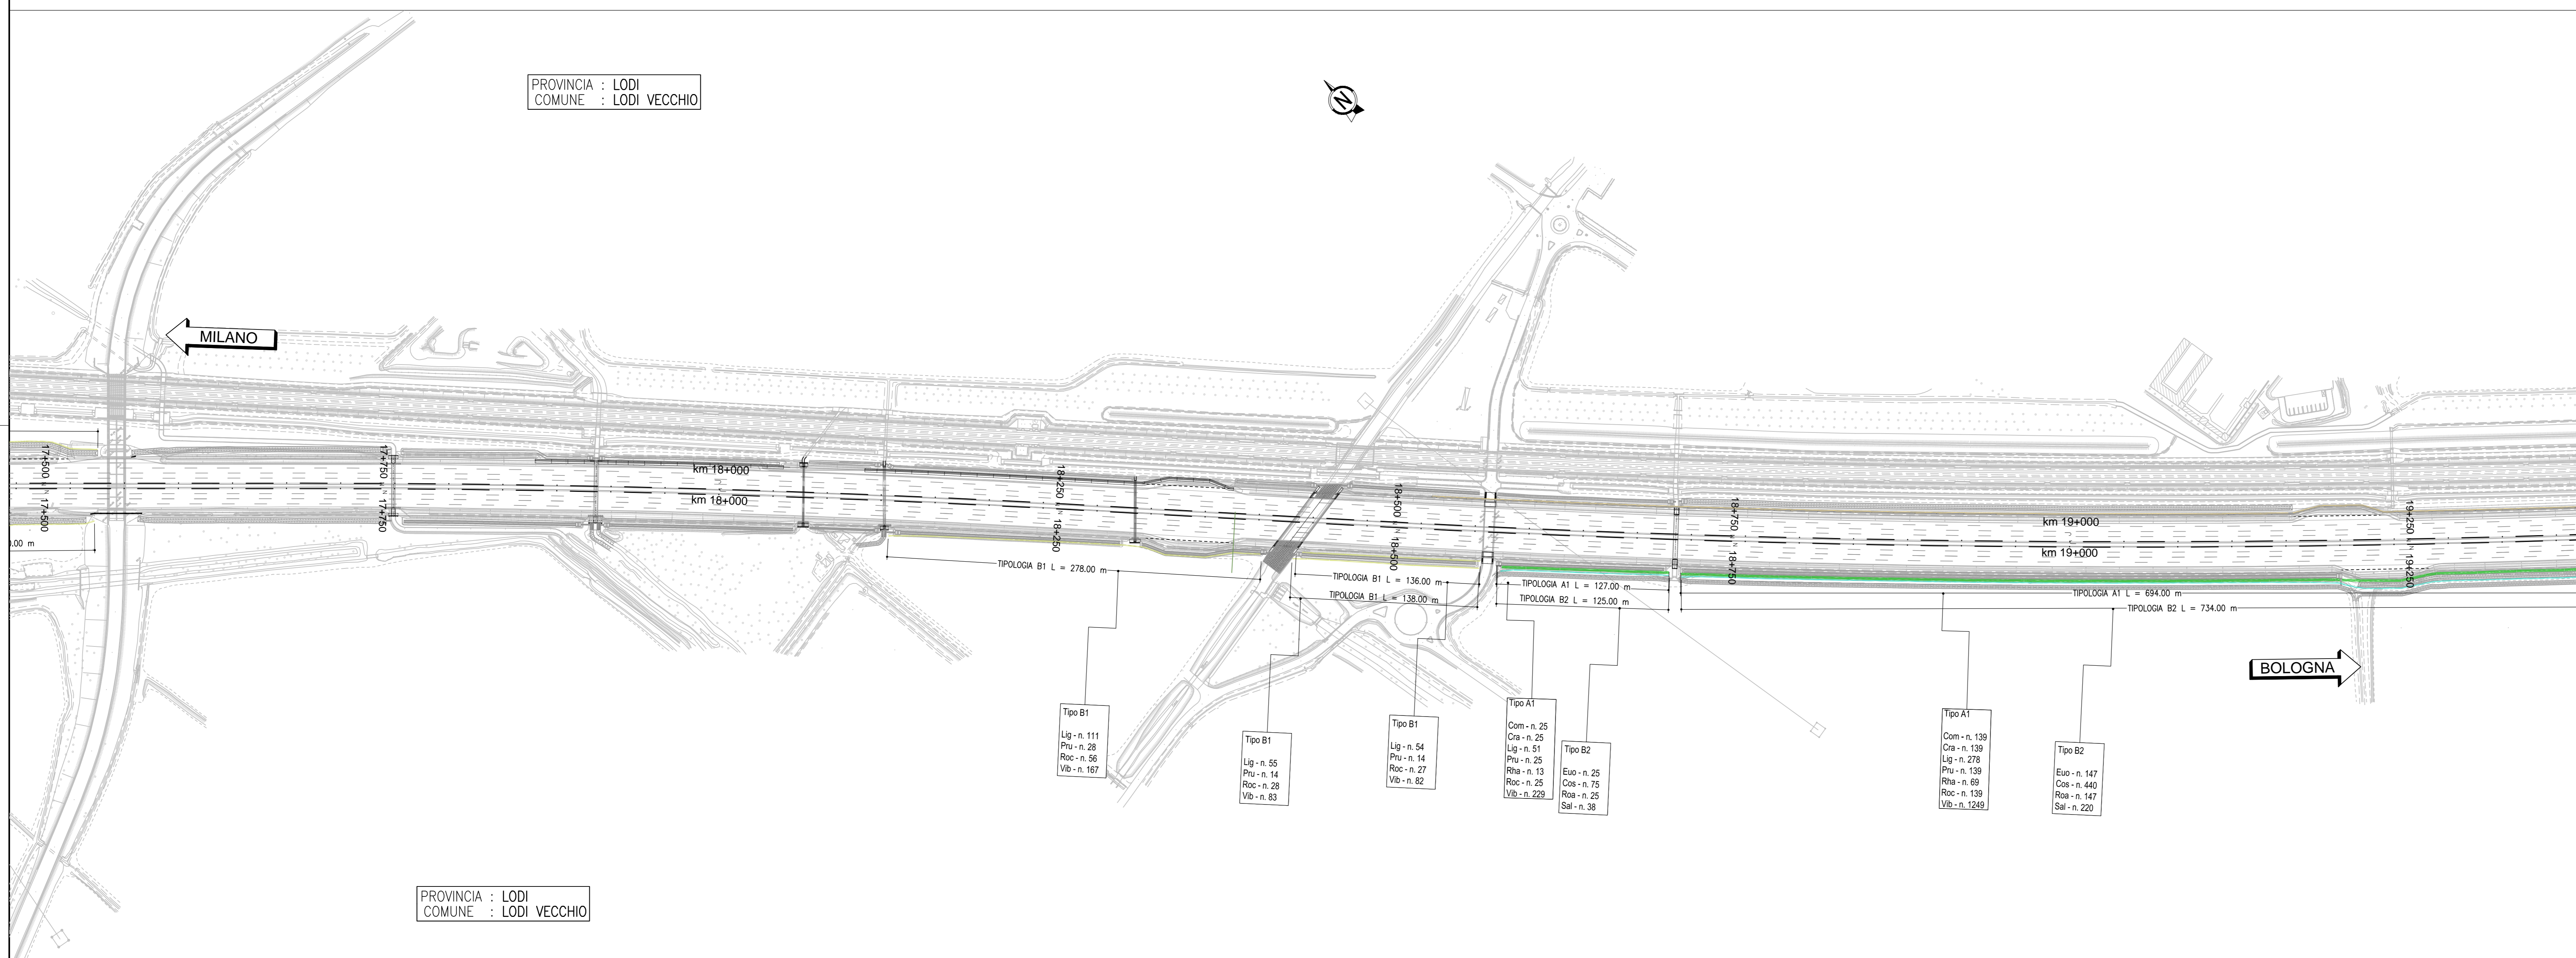 PROVINCIA : LODI
COMUNE : LODI VECCHIO
N
MILANO
17+500
17+500
0.00 m
17+750
17+750
km 18+000
km 18+000
18+250
18+250
18+500
18+500
18+750
18+750
km 19+000
km 19+000
19+250
19+250
TIPOLOGIA B1 L = 278.00 m
TIPOLOGIA B1 L = 136.00 m
TIPOLOGIA B1 L = 138.00 m
TIPOLOGIA A1 L = 127.00 m
TIPOLOGIA B2 L = 125.00 m
TIPOLOGIA A1 L = 694.00 m
TIPOLOGIA B2 L = 734.00 m
BOLOGNA
Tipo B1
Lig - n. 111
Pru - n. 28
Roc - n. 56
Vib - n. 167
Tipo B1
Lig - n. 55
Pru - n. 14
Roc - n. 28
Vib - n. 83
Tipo B1
Lig - n. 54
Pru - n. 14
Roc - n. 27
Vib - n. 82
Tipo A1
Com - n. 25
Cra - n. 25
Lig - n. 51
Pru - n. 25
Rha - n. 13
Roc - n. 25
Vib - n. 229
Tipo B2
Euo - n. 25
Cos - n. 75
Roa - n. 25
Sal - n. 38
Tipo A1
Com - n. 139
Cra - n. 139
Lig - n. 278
Pru - n. 139
Rha - n. 69
Roc - n. 139
Vib - n. 1249
Tipo B2
Euo - n. 147
Cos - n. 440
Roa - n. 147
Sal - n. 220
PROVINCIA : LODI
COMUNE : LODI VECCHIO